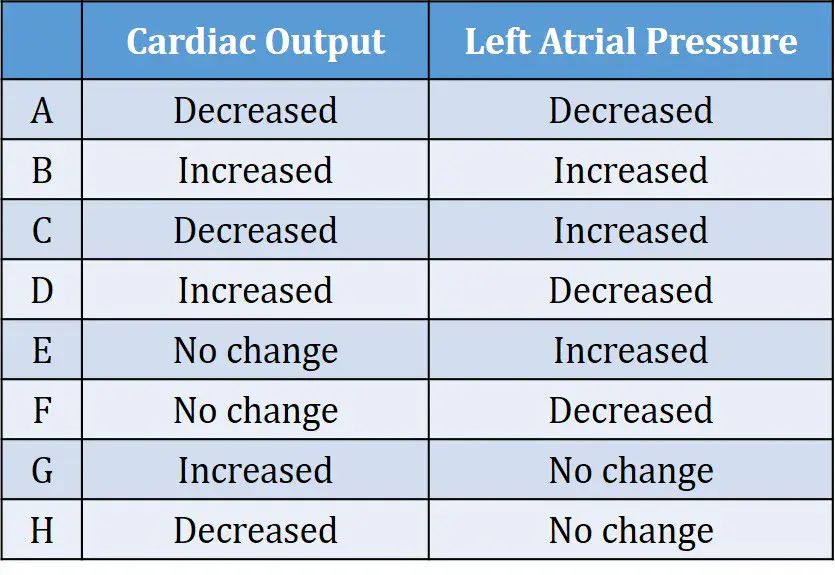 Cardiac Output Left Atrial Pressure
A Decreased Decreased
B Increased Increased
C Decreased Increased
D Increased Decreased
E No change Increased
F No change Decreased
G Increased No change
H Decreased No change